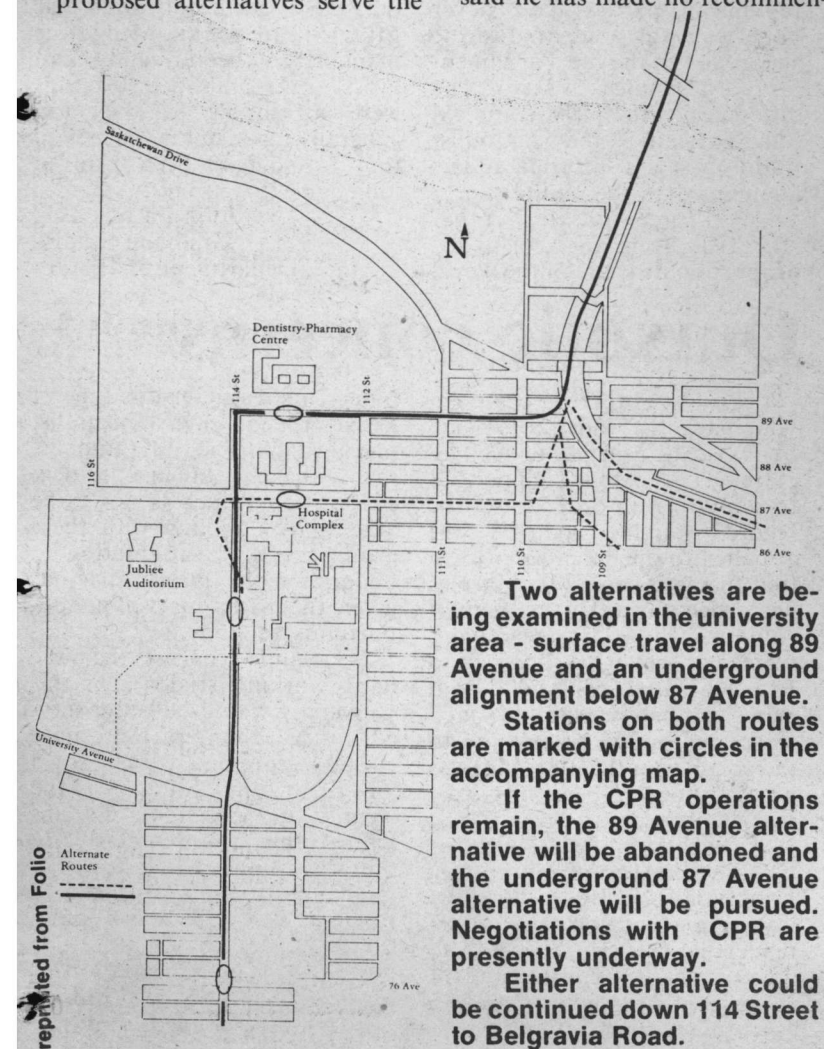 proposed alternatives serve the
said he has made no recommen-
Saskatchewan Drive
N
Dentistry-Pharmacy
Centre
114 St
112 St
116 St
89 Ave
88 Ave
87 Ave
86 Ave
Hospital
Complex
Jubliee
Auditorium
111 St
110 St
109 St
University Avenue
Alternate
Routes
76 Ave
reprinted from Folio
Two alternatives are be-
ing examined in the university
area - surface travel along 89
Avenue and an underground
alignment below 87 Avenue.
Stations on both routes
are marked with circles in the
accompanying map.
If the CPR operations
remain, the 89 Avenue alter-
native will be abandoned and
the underground 87 Avenue
alternative will be pursued.
Negotiations with CPR are
presently underway.
Either alternative could
be continued down 114 Street
to Belgravia Road.